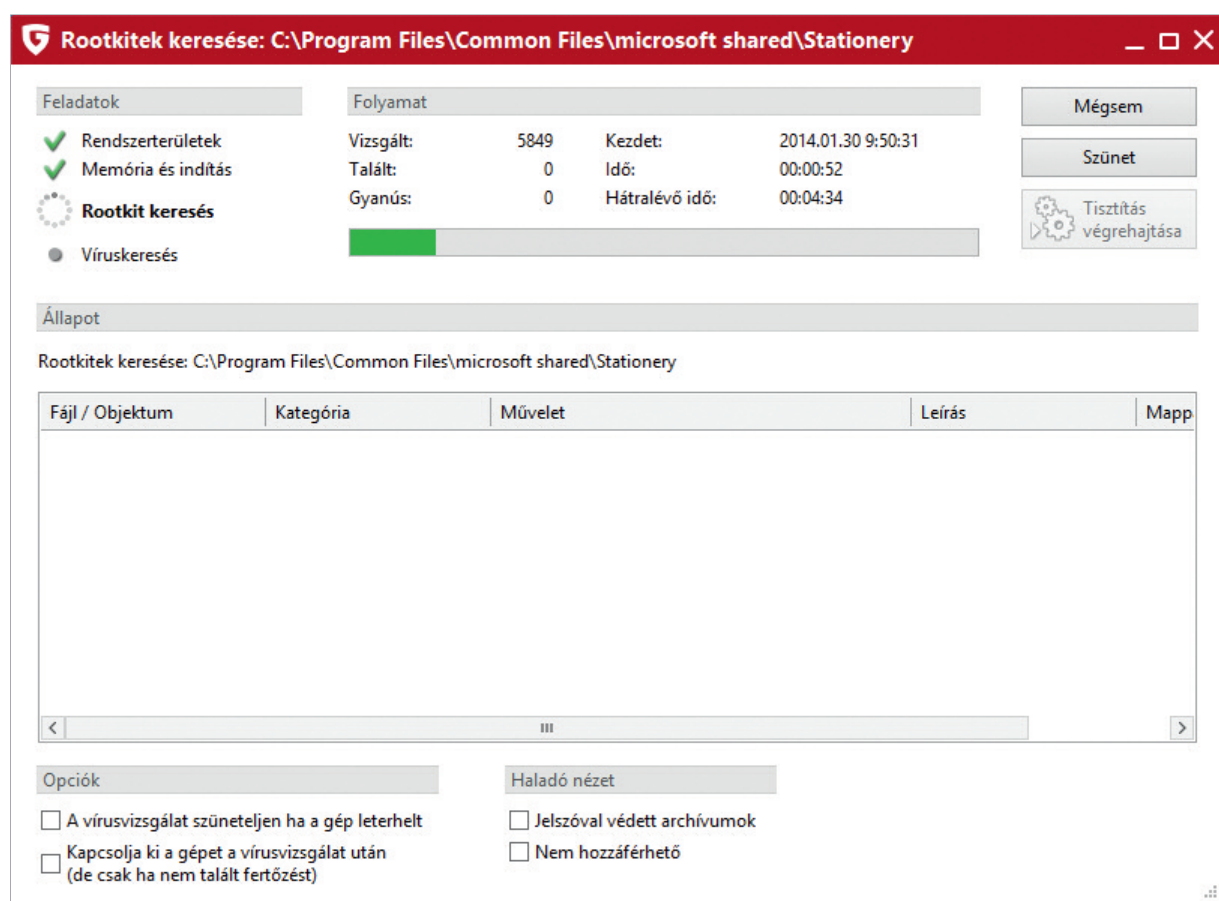 Rootkitek keresése: C:\Program Files\Common Files\microsoft shared\Stationery
Feladatok
Rendszerterületek
Memória és indítás
Rootkit keresés
Víruskeresés
Folyamat
Vizsgált: 5849 Kezdet: 2014.01.30 9:50:31
Talált: 0 Idő: 00:00:52
Gyanús: 0 Hátralévő idő: 00:04:34
Mégsem
Szünet
Tisztítás
végrehajtása
Állapot
Rootkitek keresése: C:\Program Files\Common Files\microsoft shared\Stationery
Fájl / Objektum Kategória Művelet Leírás Mapp
Opciók
A vírusvizsgálat szüneteljen ha a gép leterhelt
Kapcsolja ki a gépet a vírusvizsgálat után
(de csak ha nem talált fertőzést)
Haladó nézet
Jelszóval védett archívumok
Nem hozzáférhető